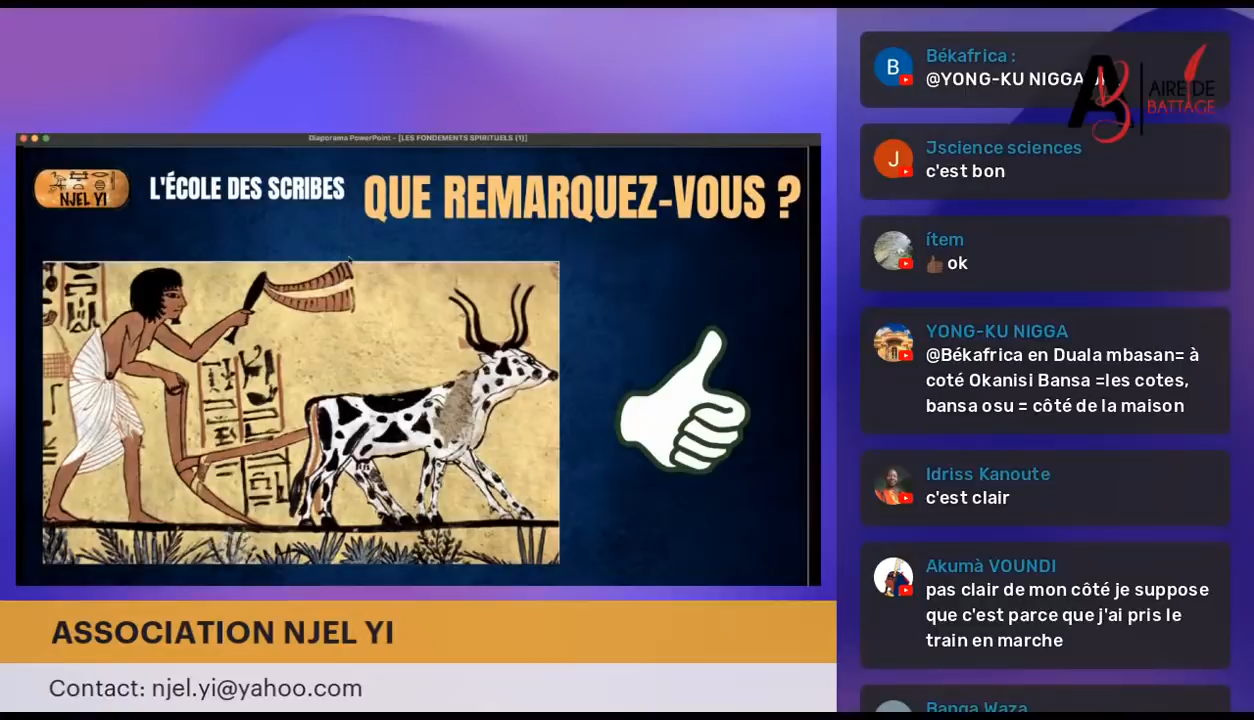 Diaporama PowerPoint - [LES FONDEMENTS SPIRITUELS (1)]
NJEL YI
L'ÉCOLE DES SCRIBES
QUE REMARQUEZ-VOUS ?
ASSOCIATION NJEL YI
Contact: njel.yi@yahoo.com
B
Békafrica :
@YONG-KU NIGGA
AIRE DE
BATTAGE
J
Jscience sciences
c'est bon
ítem
👍🏾 ok
YONG-KU NIGGA
@Békafrica en Duala mbasan= à
coté Okanisi Bansa =les cotes,
bansa osu = côté de la maison
Idriss Kanoute
c'est clair
Akumà VOUNDI
pas clair de mon côté je suppose
que c'est parce que j'ai pris le
train en marche
Banga Waza